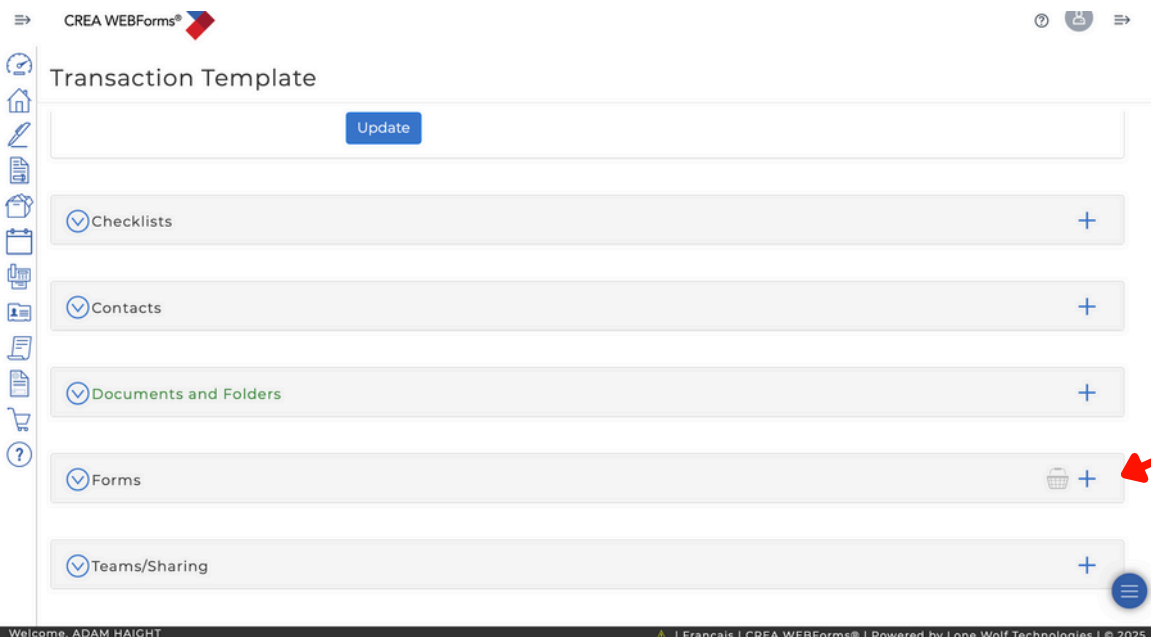 CREA WEBForms®
Transaction Template
Update
Checklists
Contacts
Documents and Folders
Forms
Teams/Sharing
Welcome, ADAM HAIGHT
| Français | CREA WEBForms® | Powered by Lone Wolf Technologies | © 2025